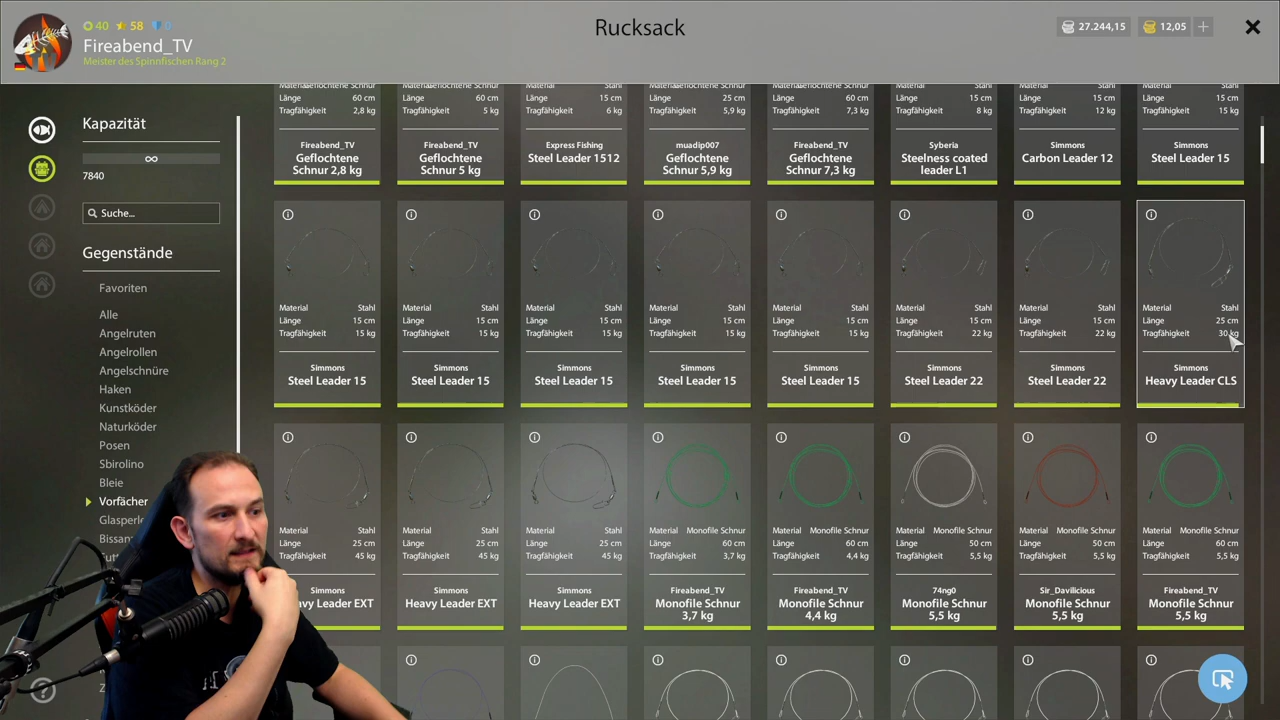 40 58 0
Fireabend_TV
Meister des Spinnfischen Rang 2
Rucksack
27.244,15 12,05
Kapazität
∞
7840
Suche...
Gegenstände
Favoriten
Alle
Angelruten
Angelrollen
Angelschnüre
Haken
Kunstköder
Naturköder
Posen
Sbirolino
Bleie
Vorfächer
Länge 60 cm
Tragfähigkeit 2,8 kg
Fireabend_TV
Geflochtene
Schnur 2,8 kg
Länge 60 cm
Tragfähigkeit 5 kg
Fireabend_TV
Geflochtene
Schnur 5 kg
Länge 15 cm
Tragfähigkeit 6 kg
Express Fishing
Steel Leader 1512
Länge 25 cm
Tragfähigkeit 5,9 kg
muadip007
Geflochtene
Schnur 5,9 kg
Länge 60 cm
Tragfähigkeit 7,3 kg
Fireabend_TV
Geflochtene
Schnur 7,3 kg
Länge 15 cm
Tragfähigkeit 8 kg
Syberia
Steelness coated
leader L1
Länge 15 cm
Tragfähigkeit 12 kg
Simmons
Carbon Leader 12
Länge 15 cm
Tragfähigkeit 15 kg
Simmons
Steel Leader 15
Material Stahl
Länge 15 cm
Tragfähigkeit 15 kg
Simmons
Steel Leader 15
Material Stahl
Länge 15 cm
Tragfähigkeit 15 kg
Simmons
Steel Leader 15
Material Stahl
Länge 15 cm
Tragfähigkeit 15 kg
Simmons
Steel Leader 15
Material Stahl
Länge 15 cm
Tragfähigkeit 15 kg
Simmons
Steel Leader 15
Material Stahl
Länge 15 cm
Tragfähigkeit 15 kg
Simmons
Steel Leader 15
Material Stahl
Länge 15 cm
Tragfähigkeit 22 kg
Simmons
Steel Leader 22
Material Stahl
Länge 15 cm
Tragfähigkeit 22 kg
Simmons
Steel Leader 22
Material Stahl
Länge 25 cm
Tragfähigkeit 30 kg
Simmons
Heavy Leader CLS
Material Stahl
Länge 25 cm
Tragfähigkeit 45 kg
Simmons
Leader EXT
Material Stahl
Länge 25 cm
Tragfähigkeit 45 kg
Simmons
Heavy Leader EXT
Material Stahl
Länge 25 cm
Tragfähigkeit 45 kg
Simmons
Heavy Leader EXT
Material Monofile Schnur
Länge 60 cm
Tragfähigkeit 3,7 kg
Fireabend_TV
Monofile Schnur
3,7 kg
Material Monofile Schnur
Länge 60 cm
Tragfähigkeit 4,4 kg
Fireabend_TV
Monofile Schnur
4,4 kg
Material Monofile Schnur
Länge 50 cm
Tragfähigkeit 5,5 kg
74ng0
Monofile Schnur
5,5 kg
Material Monofile Schnur
Länge 50 cm
Tragfähigkeit 5,5 kg
Sir_Davilicious
Monofile Schnur
5,5 kg
Material Monofile Schnur
Länge 60 cm
Tragfähigkeit 5,5 kg
Fireabend_TV
Monofile Schnur
5,5 kg